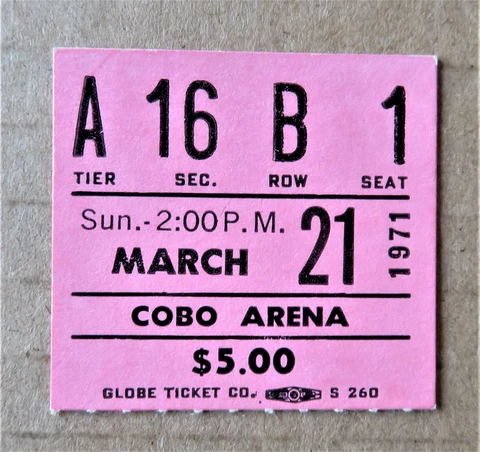 A 16 B 1
TIER SEC. ROW SEAT
Sun.-2:00 P.M.
MARCH 21 1971
COBO ARENA
$5.00
GLOBE TICKET CO. S 260